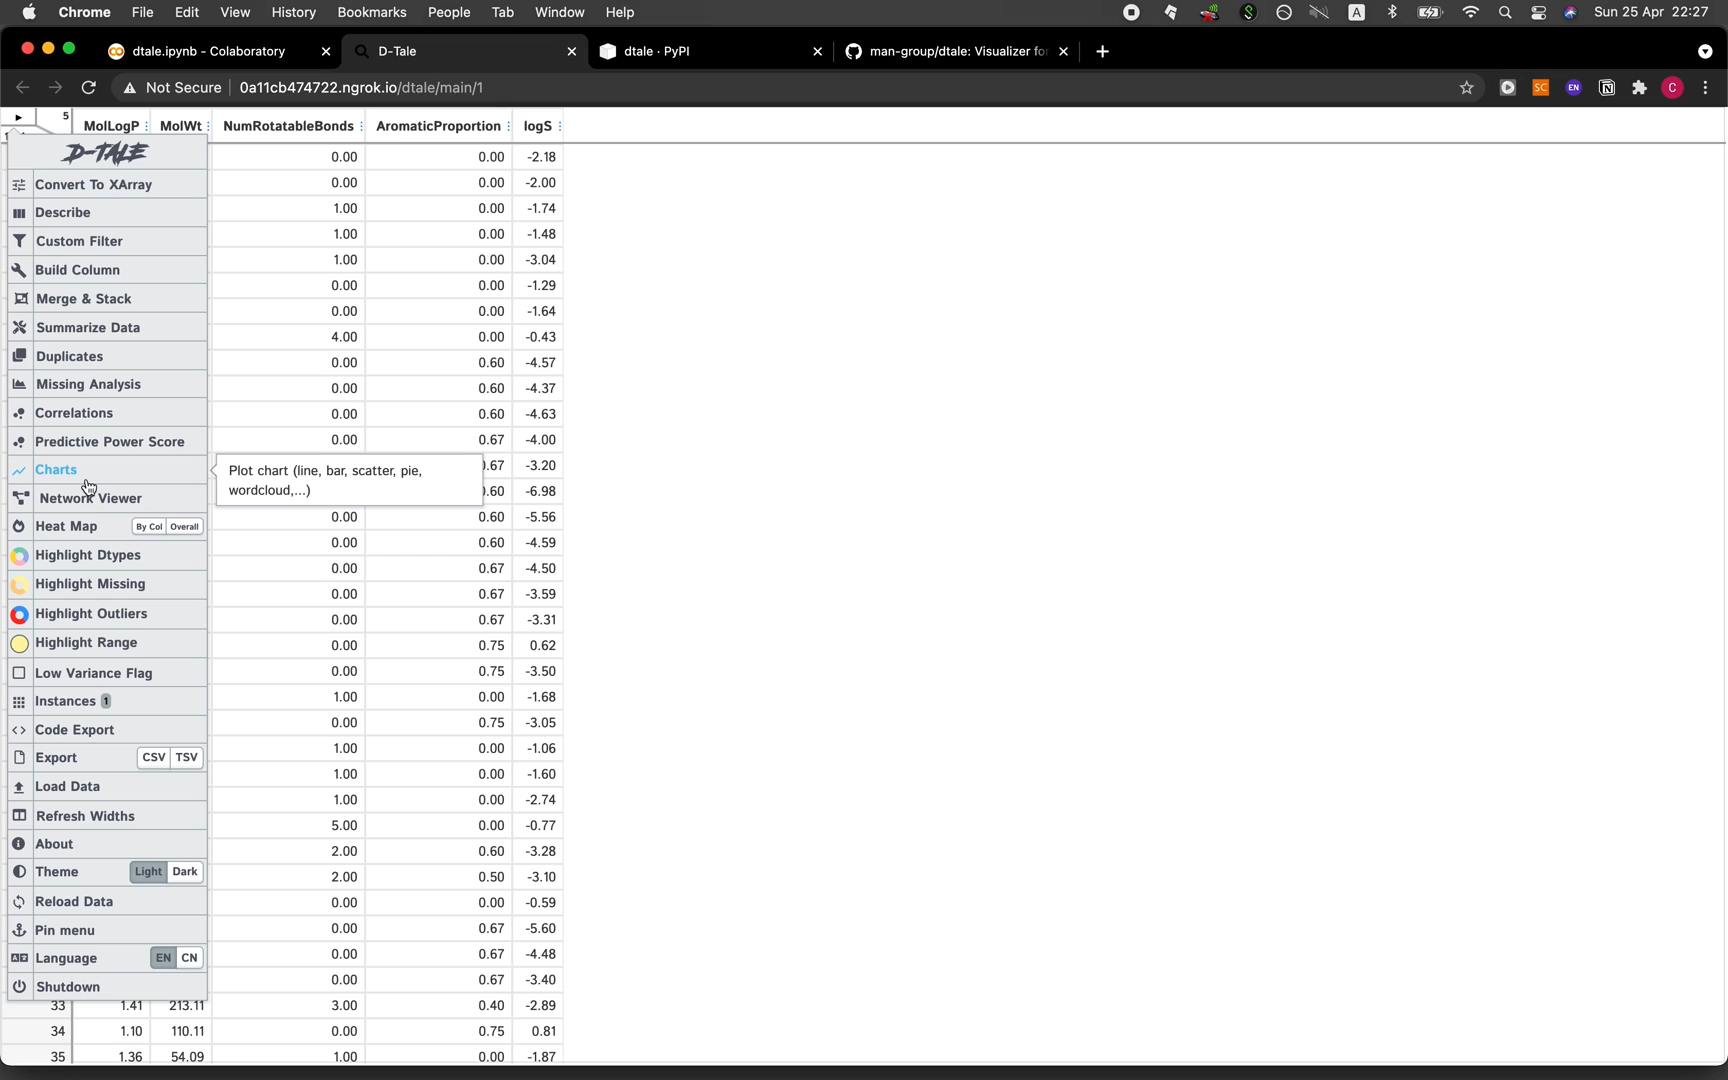 Chrome File Edit View History Bookmarks People Tab Window Help A Sun 25 Apr 22:27
dtale.ipynb - Colaboratory D-Tale dtale · PyPI man-group/dtale: Visualizer for
Not Secure 0a11cb474722.ngrok.io/dtale/main/1 SC EN C
5
MolLogP MolWt NumRotatableBonds AromaticProportion logS
D-TALE
0.00 0.00 -2.18
Convert To XArray 0.00 0.00 -2.00
Describe 1.00 0.00 -1.74
Custom Filter 1.00 0.00 -1.48
Build Column 1.00 0.00 -3.04
0.00 0.00 -1.29
Merge & Stack 0.00 0.00 -1.64
Summarize Data 4.00 0.00 -0.43
Duplicates 0.00 0.60 -4.57
Missing Analysis 0.00 0.60 -4.37
Correlations 0.00 0.60 -4.63
Predictive Power Score 0.00 0.67 -4.00
Charts Plot chart (line, bar, scatter, pie, 0.67 -3.20
Network Viewer wordcloud,...) 0.60 -6.98
Heat Map By Col Overall 0.00 0.60 -5.56
0.00 0.60 -4.59
Highlight Dtypes 0.00 0.67 -4.50
Highlight Missing 0.00 0.67 -3.59
Highlight Outliers 0.00 0.67 -3.31
Highlight Range 0.00 0.75 0.62
Low Variance Flag 0.00 0.75 -3.50
Instances 1 1.00 0.00 -1.68
Code Export 0.00 0.75 -3.05
Export CSV TSV 1.00 0.00 -1.06
Load Data 1.00 0.00 -1.60
1.00 0.00 -2.74
Refresh Widths 5.00 0.00 -0.77
About 2.00 0.60 -3.28
Theme Light Dark 2.00 0.50 -3.10
Reload Data 0.00 0.00 -0.59
Pin menu 0.00 0.67 -5.60
Language EN CN 0.00 0.67 -4.48
Shutdown 0.00 0.67 -3.40
33 1.41 213.11 3.00 0.40 -2.89
34 1.10 110.11 0.00 0.75 0.81
35 1.36 54.09 1.00 0.00 -1.87